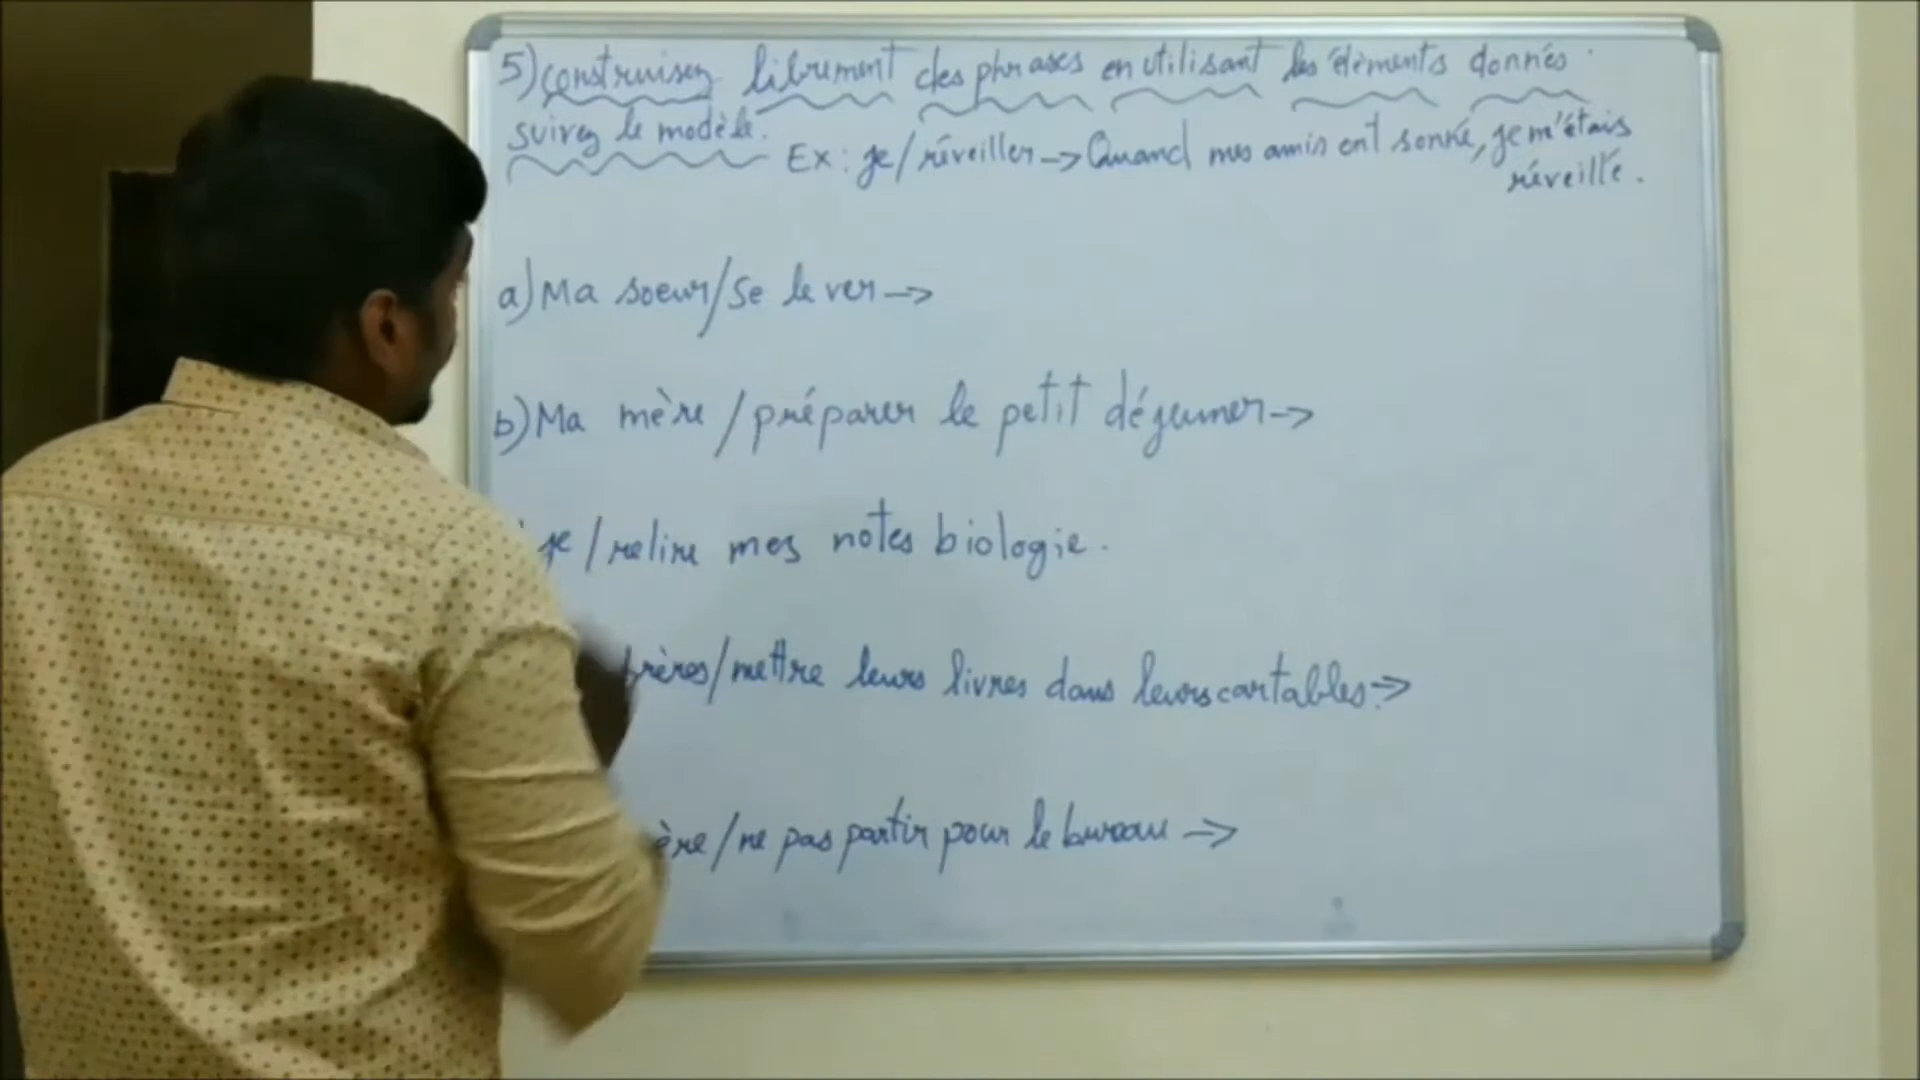 5) construisez librement des phrases en utilisant les éléments donnés.
suivez le modèle. Ex: je/réveiller → Quand mes amis ont sonné, je m'étais
réveillé.
a) Ma soeur/se lever →
b) Ma mère/préparer le petit déjeuner →
je/relire mes notes biologie.
frères/mettre leurs livres dans leurs cartables. →
ère/ne pas partir pour le bureau →